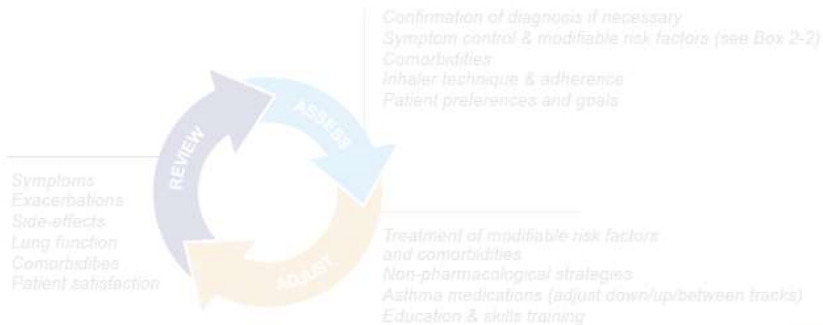 Confirmation of diagnosis if necessary
Symptom control & modifiable risk factors (see Box 2-2)
Comorbidities
Inhaler technique & adherence
Patient preferences and goals
ASSESS
REVIEW
Symptoms
Exacerbations
Side-effects
Lung function
Comorbidities
Patient satisfaction
ADJUST
Treatment of modifiable risk factors
and comorbidities
Non-pharmacological strategies
Asthma medications (adjust down/up/between tracks)
Education & skills training